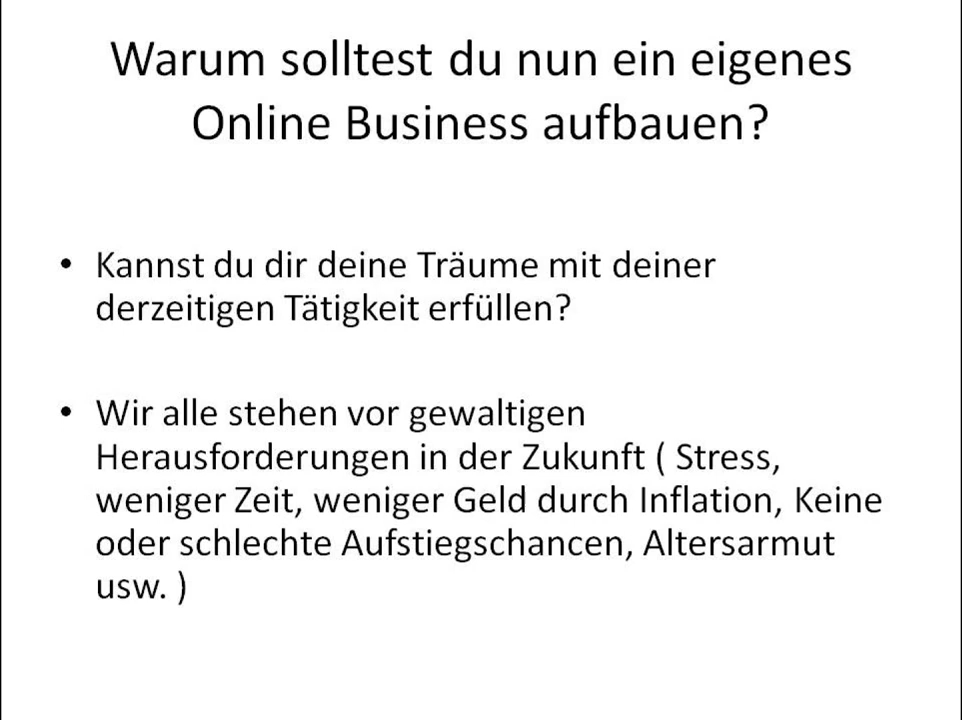 Warum solltest du nun ein eigenes
Online Business aufbauen?
• Kannst du dir deine Träume mit deiner
derzeitigen Tätigkeit erfüllen?
• Wir alle stehen vor gewaltigen
Herausforderungen in der Zukunft ( Stress,
weniger Zeit, weniger Geld durch Inflation, Keine
oder schlechte Aufstiegschancen, Altersarmut
usw. )